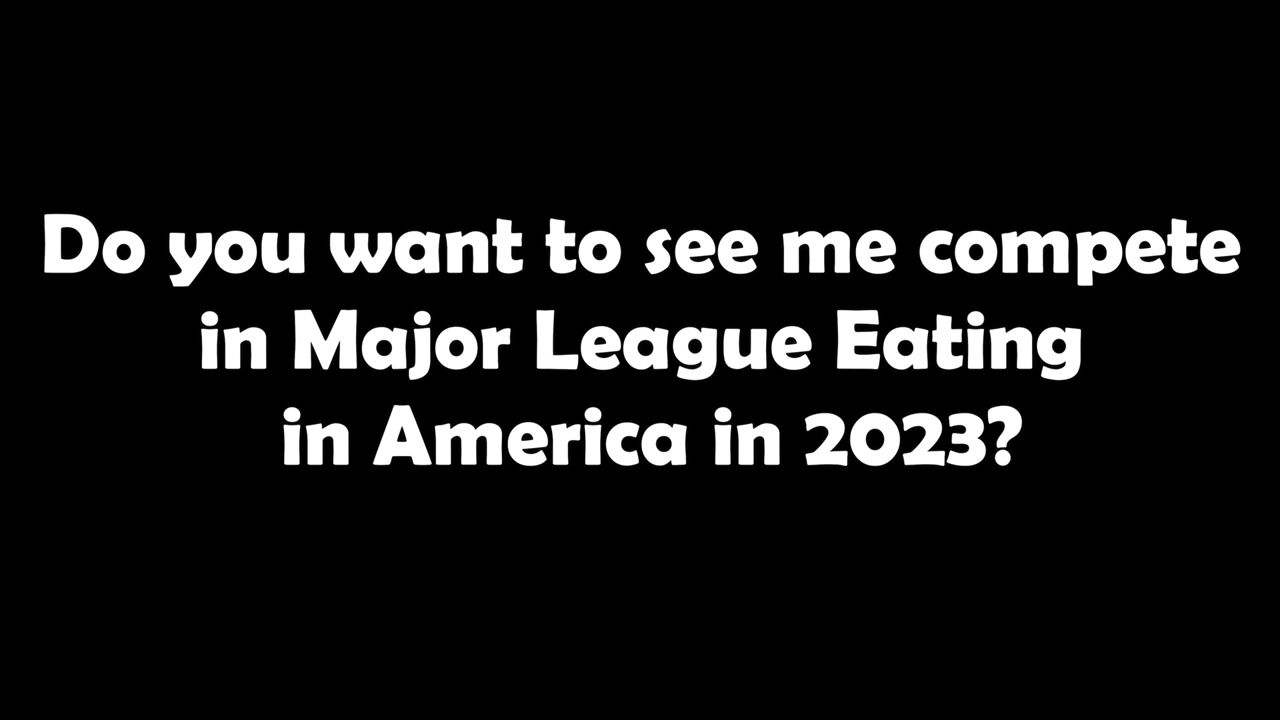 Do you want to see me compete
in Major League Eating
in America in 2023?